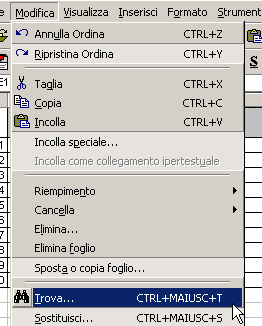 Modifica Visualizza Inserisci Formato Strument
Annulla Ordina CTRL+Z
Ripristina Ordina CTRL+Y
Taglia CTRL+X
Copia CTRL+C
Incolla CTRL+V
Incolla speciale...
Incolla come collegamento ipertestuale
Riempimento
Cancella
Elimina...
Elimina foglio
Sposta o copia foglio...
Trova... CTRL+MAIUSC+T
Sostituisci... CTRL+MAIUSC+S